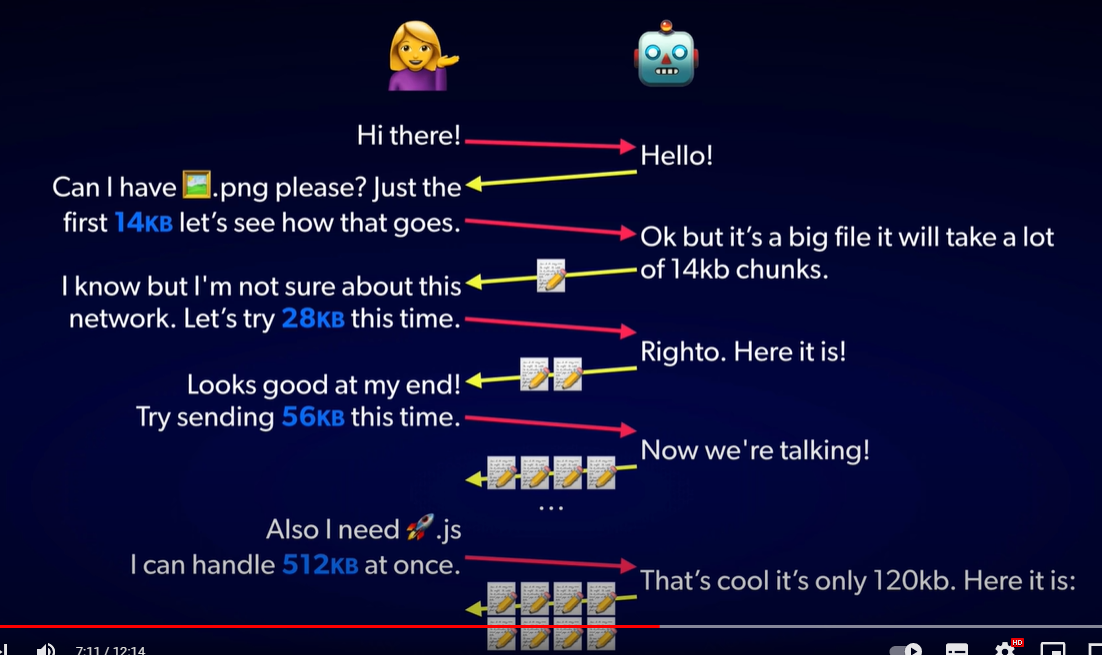 Hi there!
Hello!
Can I have .png please? Just the
first 14KB let's see how that goes.
Ok but it's a big file it will take a lot
of 14kb chunks.
I know but I'm not sure about this
network. Let's try 28KB this time.
Righto. Here it is!
Looks good at my end!
Try sending 56KB this time.
Now we're talking!
...
Also I need .js
I can handle 512KB at once.
That's cool it's only 120kb. Here it is:
7:11 / 12:14
HD